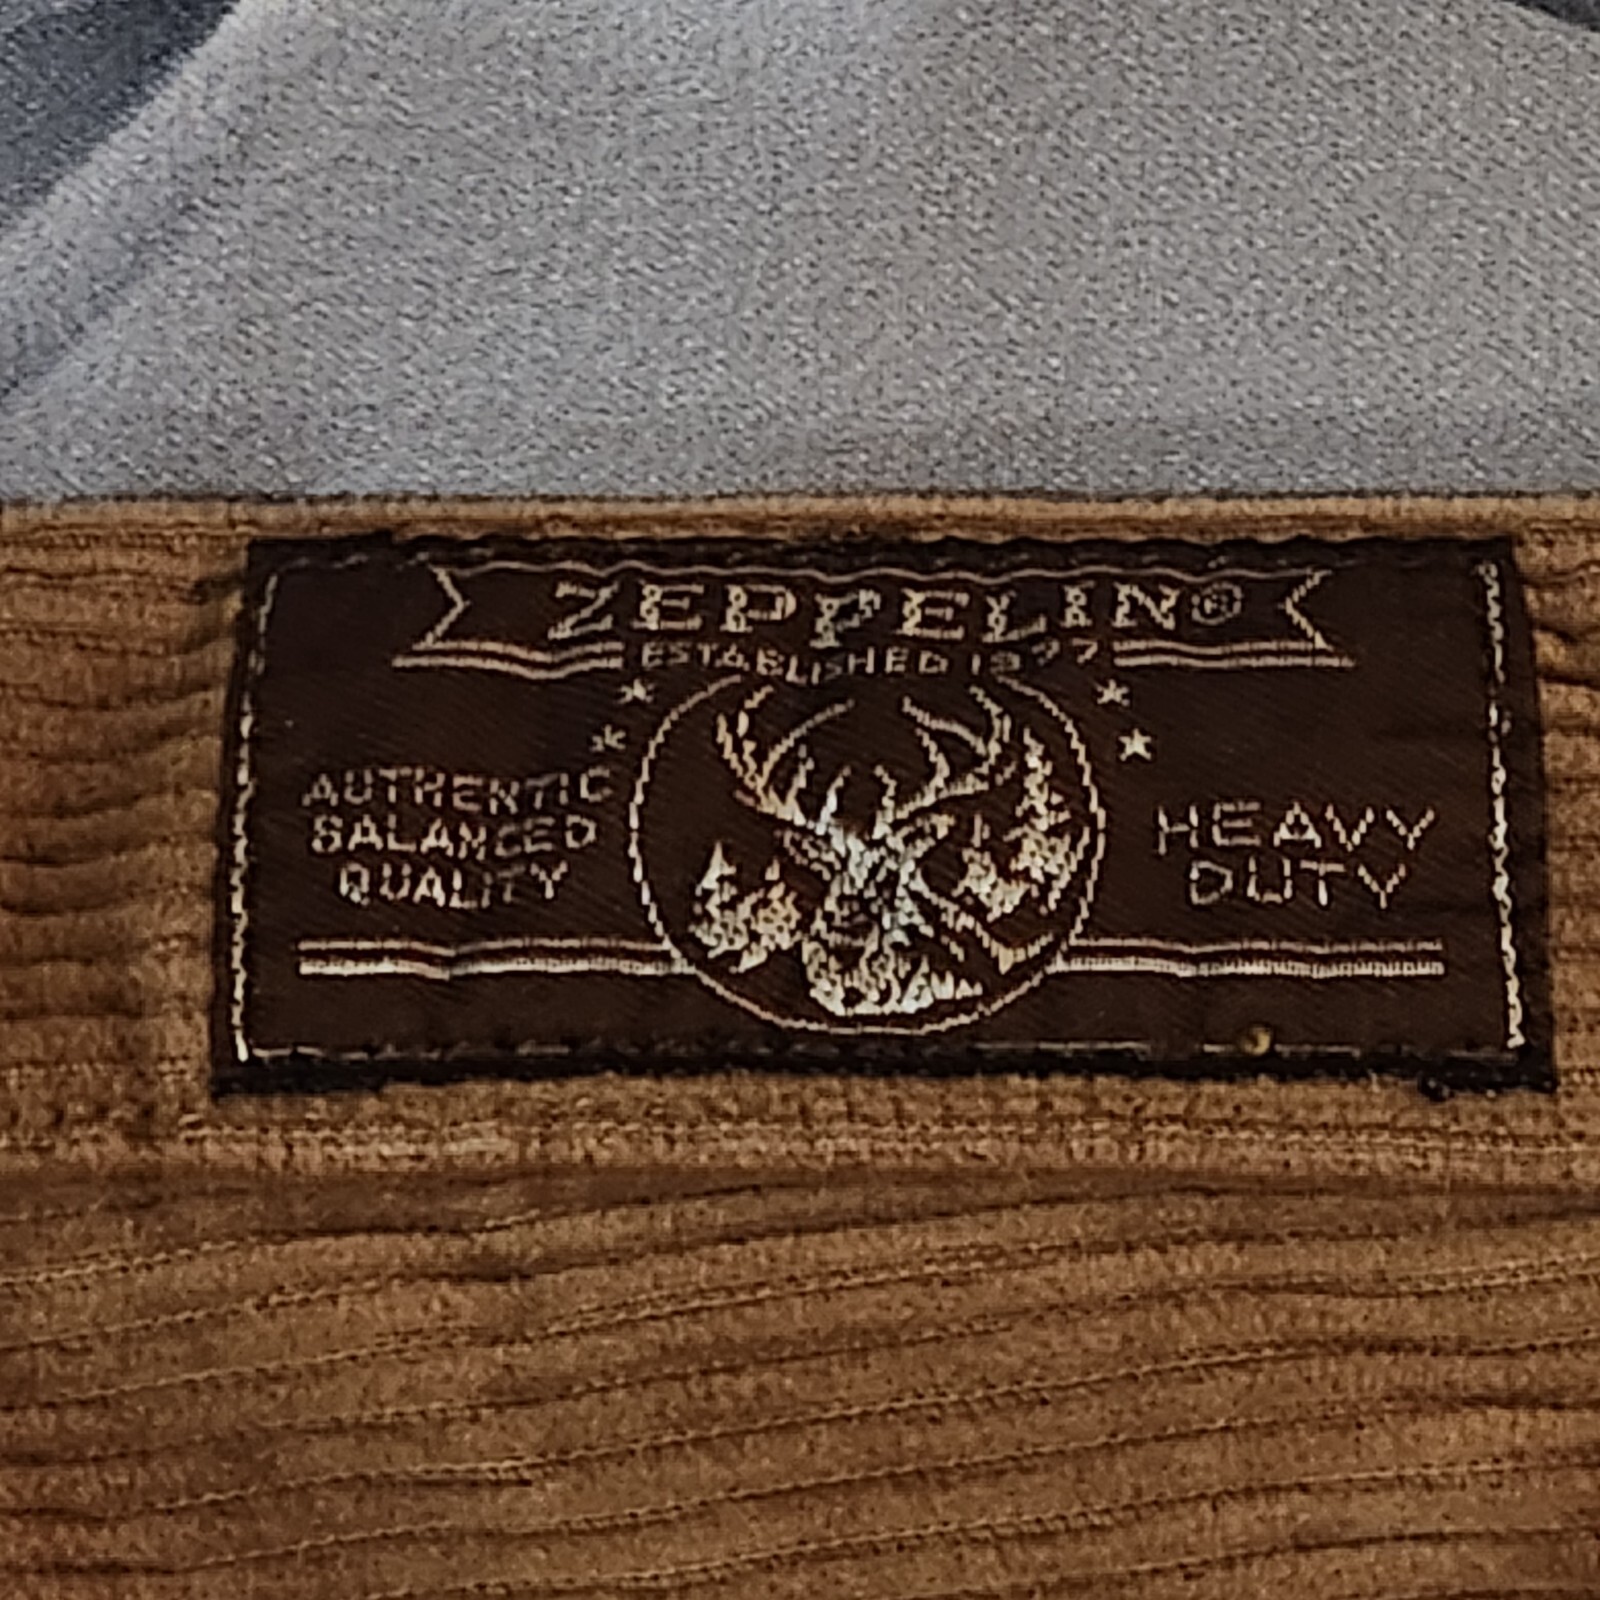 ZEPPELIN®
ESTABLISHED 1977
AUTHENTIC
BALANCED
QUALITY
HEAVY
DUTY